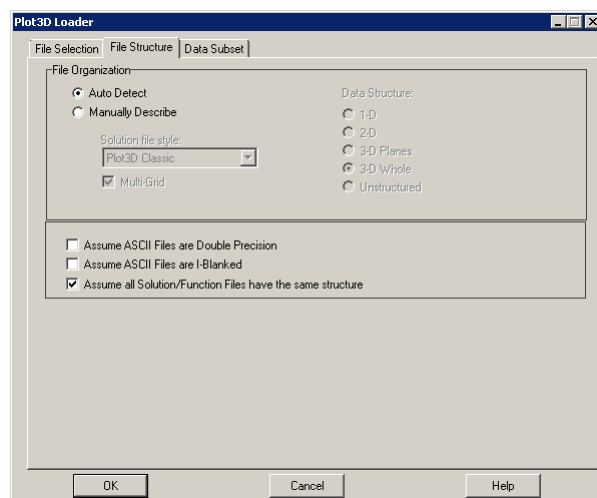 Plot3D Loader
File Selection File Structure Data Subset
File Organization
Auto Detect
Manually Describe
Solution file style:
Plot3D Classic
Multi-Grid
Data Structure:
1-D
2-D
3-D Planes
3-D Whole
Unstructured
Assume ASCII Files are Double Precision
Assume ASCII Files are I-Blanked
Assume all Solution/Function Files have the same structure
OK Cancel Help